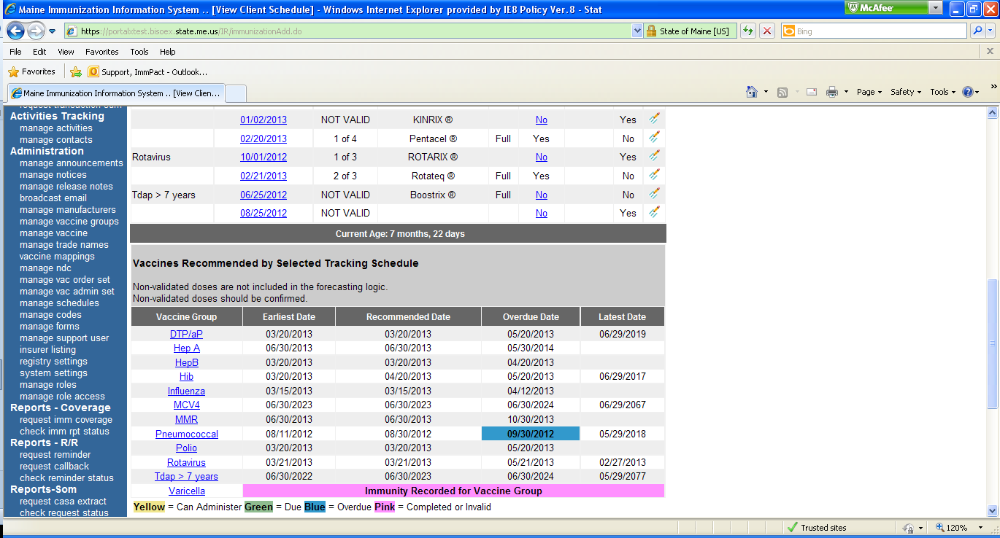 Maine Immunization Information System .. [View Client Schedule] - Windows Internet Explorer provided by IE8 Policy Ver. 8 - Stat
McAfee
https://portalxtest.bisoex.state.me.us/IR/immunizationAdd.do
State of Maine [US]
Bing
File Edit View Favorites Tools Help
Favorites Support, ImmPact - Outlook...
Maine Immunization Information System .. [View Clien...
Page Safety Tools
request transaction sum
Activities Tracking
manage activities
manage contacts
Administration
manage announcements
manage notices
manage release notes
broadcast email
manage manufacturers
manage vaccine groups
manage vaccine
manage trade names
vaccine mappings
manage ndc
manage vac order set
manage vac admin set
manage schedules
manage codes
manage forms
manage support user
insurer listing
registry settings
system settings
manage roles
manage role access
Reports - Coverage
request imm coverage
check imm rpt status
Reports - R/R
request reminder
request callback
check reminder status
Reports-Som
request casa extract
check request status
01/02/2013 NOT VALID KINRIX ® No Yes
02/20/2013 1 of 4 Pentacel ® Full Yes No
Rotavirus 10/01/2012 1 of 3 ROTARIX ® No Yes
02/21/2013 2 of 3 Rotateq ® Full Yes No
Tdap > 7 years 06/25/2012 NOT VALID Boostrix ® Full No No
08/25/2012 NOT VALID No Yes
Current Age: 7 months, 22 days
Vaccines Recommended by Selected Tracking Schedule
Non-validated doses are not included in the forecasting logic.
Non-validated doses should be confirmed.
Vaccine Group Earliest Date Recommended Date Overdue Date Latest Date
DTP/aP 03/20/2013 03/20/2013 05/20/2013 06/29/2019
Hep A 06/30/2013 06/30/2013 05/30/2014
HepB 03/20/2013 03/20/2013 04/20/2013
Hib 03/20/2013 04/20/2013 05/20/2013 06/29/2017
Influenza 03/15/2013 03/15/2013 04/12/2013
MCV4 06/30/2023 06/30/2023 06/30/2024 06/29/2067
MMR 06/30/2013 06/30/2013 10/30/2013
Pneumococcal 08/11/2012 08/30/2012 09/30/2012 05/29/2018
Polio 03/20/2013 03/20/2013 05/20/2013
Rotavirus 03/21/2013 03/21/2013 05/21/2013 02/27/2013
Tdap > 7 years 06/30/2022 06/30/2023 06/30/2024 05/29/2077
Varicella Immunity Recorded for Vaccine Group
Yellow = Can Administer Green = Due Blue = Overdue Pink = Completed or Invalid
Trusted sites 120%